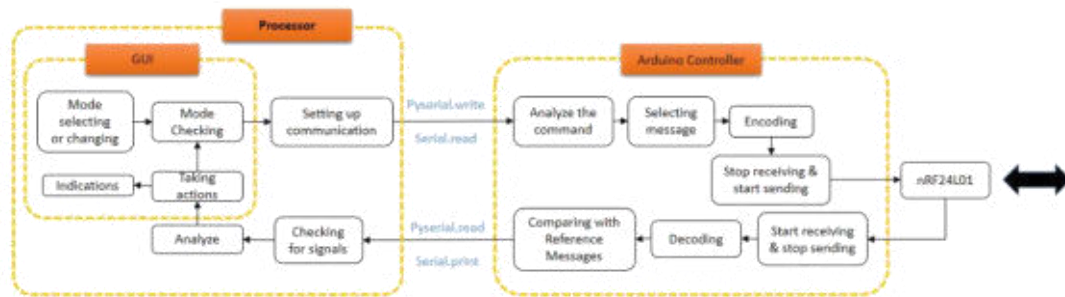 Processor
GUI
Arduino Controller
Mode
selecting
or changing
Mode
Checking
Setting up
communication
Pyserial.write
Serial.read
Analyze the
command
Selecting
message
Encoding
Stop receiving &
start sending
nRF24L01
Indications
Taking
actions
Analyze
Checking
for signals
Pyserial.read
Serial.print
Comparing with
Reference
Messages
Decoding
Start receiving
& stop sending